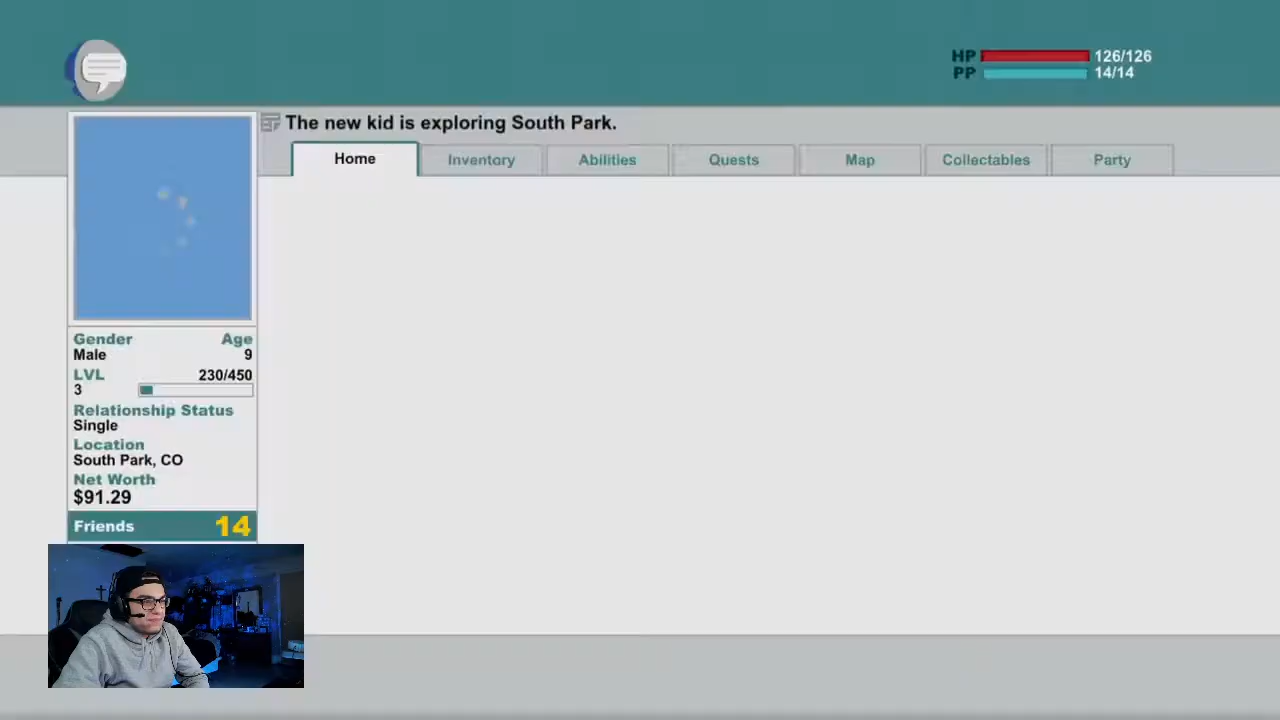 HP 126/126
PP 14/14
The new kid is exploring South Park.
Home Inventory Abilities Quests Map Collectables Party
Gender Age
Male 9
LVL 230/450
3
Relationship Status
Single
Location
South Park, CO
Net Worth
$91.29
Friends 14